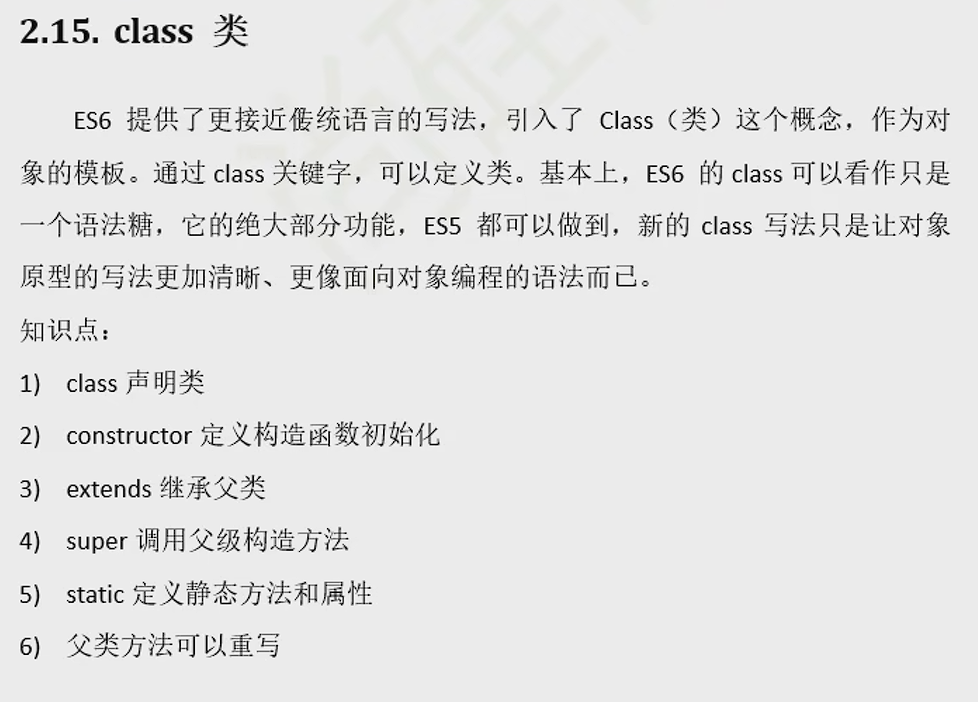 2.15. class 类
ES6 提供了更接近传统语言的写法，引入了 Class（类）这个概念，作为对
象的模板。通过 class 关键字，可以定义类。基本上，ES6 的 class 可以看作只是
一个语法糖，它的绝大部分功能，ES5 都可以做到，新的 class 写法只是让对象
原型的写法更加清晰、更像面向对象编程的语法而已。
知识点：
1) class 声明类
2) constructor 定义构造函数初始化
3) extends 继承父类
4) super 调用父级构造方法
5) static 定义静态方法和属性
6) 父类方法可以重写